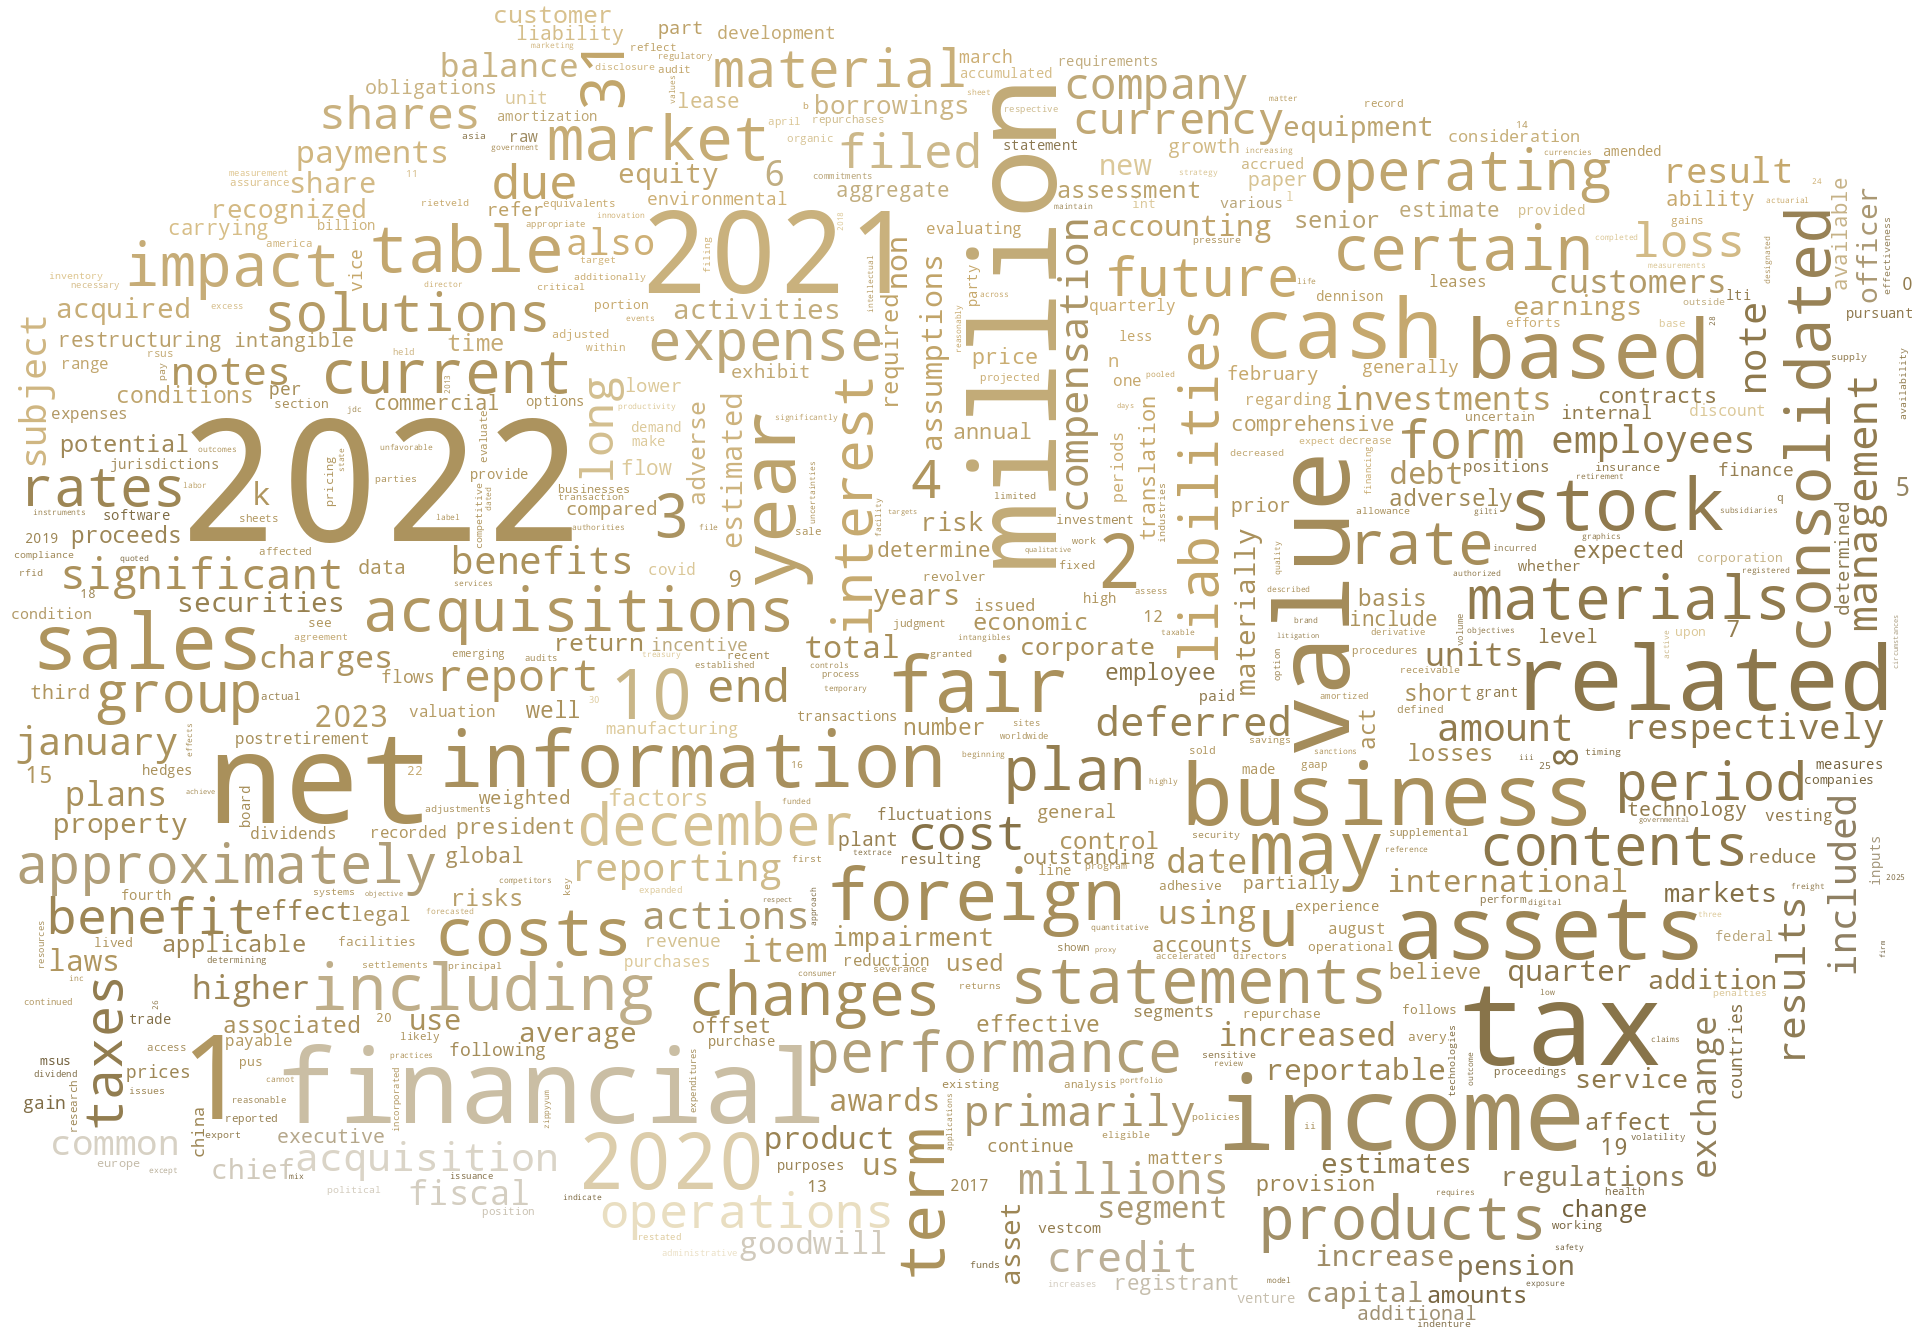 customer
liability
part
development
marketing
reflect
regulatory
disclosure
audit
values
balance
31
material
march
accumulated
requirements
company
obligations
unit
lease
borrowings
sheet
respective
matter
record
shares
amortization
b
april
repurchases
currency
equipment
14
consideration
asia
raw
government
market
organic
filed
million
statement
new
growth
increasing
currencies
amended
payments
due
equity
6
commitments
aggregate
assessment
strategy
accrued
paper
operating
result
measurement
assurance
11
share
recognized
rietveld
refer
equivalents
environmental
maintain
int
various
l
senior
estimate
provided
ability
24
actuarial
carrying
billion
appropriate
innovation
2018
2021
evaluating
pressure
accounting
gains
available
officer
effectiveness
impact
america
table
also
filing
target
non
assumptions
party
compensation
future
life
certain
completed
measurements
loss
designated
consolidated
inventory
necessary
vice
director
additionally
critical
intellectual
across
quarterly
dennison
leases
customers
0
acquired
excess
solutions
portion
activities
required
reasonably
less
liabilities
cash
earnings
outside
lti
pursuant
subject
restructuring
intangible
time
adjusted
events
within
expense
price
n
efforts
base
28
based
note
supply
range
rsus
pay
held
current
exhibit
projected
one
pooled
february
generally
notes
conditions
per
2013
long
lower
interest
year
days
regarding
investments
contracts
management
availability
expenses
section
jdc
commercial
options
productivity
significantly
annual
translation
comprehensive
uncertain
internal
discount
potential
outcomes
2022
unfavorable
evaluate
demand
make
adverse
estimated
periods
decreased
expect
decrease
financing
form
employees
jurisdictions
state
pricing
parties
provide
flow
uncertainties
4
value
debt
positions
insurance
retirement
finance
rates
labor
k
dated
competitive
businesses
transaction
limited
industries
prior
adversely
q
stock
5
instruments
software
sheets
label
compared
3
file
sale
facility
targets
risk
investment
work
materially
allowance
gilti
subsidiaries
2019
proceeds
authorities
determine
qualitative
2
quality
rate
graphics
incurred
expected
determined
compliance
quoted
affected
benefits
covid
revolver
fixed
assess
described
authorized
whether
corporation
registered
rfid
18
significant
data
services
9
years
high
brand
basis
materials
condition
securities
see
acquisitions
judgment
issued
12
economic
taxable
litigation
include
derivative
volume
objectives
level
upon
7
active
circumstances
sales
agreement
emerging
audits
return
incentive
total
intangibles
corporate
option
procedures
units
charges
treasury
recent
controls
process
granted
employee
receivable
related
third
group
actual
flows
report
established
10
30
end
temporary
fair
paid
amortized
short
grant
defined
2023
valuation
well
transactions
number
sites
worldwide
deferred
act
amount
respectively
january
effects
postretirement
manufacturing
beginning
sold
savings
sanctions
losses
timing
15
hedges
net
22
information
16
plan
highly
made
gaap
iii
25
8
measures
companies
plans
achieve
board
adjustments
weighted
factors
funded
general
business
period
property
dividends
recorded
president
december
fluctuations
plant
cost
control
security
supplemental
governmental
technology
vesting
approximately
global
reporting
first
textrace
resulting
outstanding
line
program
date
may
reference
contents
reduce
included
inputs
2025
fourth
systems
objective
risks
competitors
key
expanded
respect
approach
foreign
adhesive
partially
international
perform
digital
freight
markets
benefit
effect
legal
forecasted
costs
actions
quantitative
using
u
experience
august
assets
three
resources
lived
applicable
facilities
revenue
item
impairment
shown
proxy
accounts
operational
federal
firm
laws
determining
settlements
principal
purchases
reduction
severance
used
accelerated
directors
believe
quarter
results
inc
continued
higher
including
changes
consumer
returns
statements
low
addition
penalties
taxes
26
trade
associated
20
use
average
offset
segments
repurchase
follows
tax
payable
likely
following
purchase
effective
increased
avery
claims
msus
dividend
access
prices
pus
practices
1
cannot
financial
performance
sensitive
review
technologies
outcome
proceedings
exchange
countries
issues
reasonable
incorporated
expenditures
zippyyum
existing
analysis
portfolio
reportable
service
gain
research
reported
awards
primarily
policies
income
affect
common
china
export
executive
acquisition
2020
product
applications
continue
eligible
ii
19
volatility
europe
except
chief
mix
issuance
purposes
us
matters
estimates
political
fiscal
indicate
13
term
2017
millions
provision
requires
regulations
health
position
operations
asset
vestcom
segment
products
change
working
restated
administrative
goodwill
funds
credit
increase
safety
increases
registrant
model
pension
exposure
venture
capital
amounts
additional
indenture